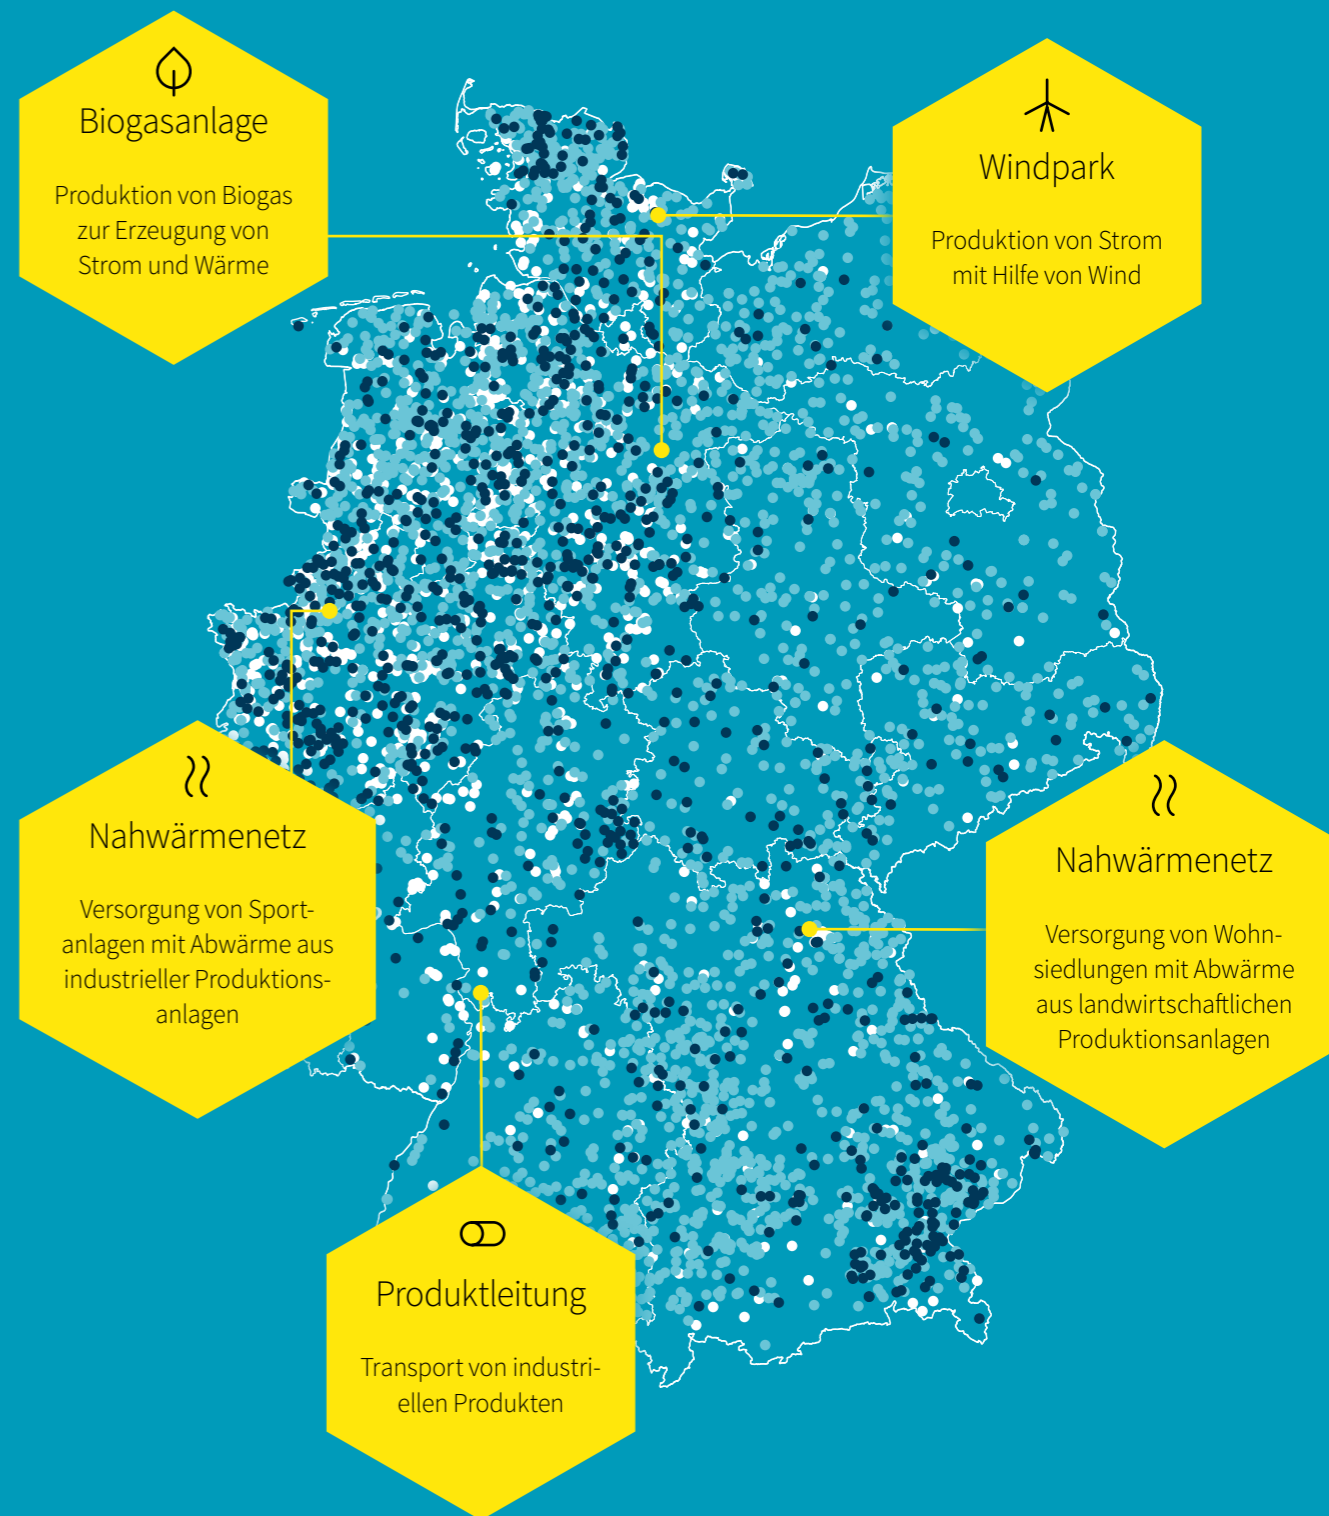 Biogasanlage
Produktion von Biogas
zur Erzeugung von
Strom und Wärme
Windpark
Produktion von Strom
mit Hilfe von Wind
Nahwärmenetz
Versorgung von Sport-
anlagen mit Abwärme aus
industrieller Produktions-
anlagen
Nahwärmenetz
Versorgung von Wohn-
siedlungen mit Abwärme
aus landwirtschaftlichen
Produktionsanlagen
Produktleitung
Transport von industri-
ellen Produkten